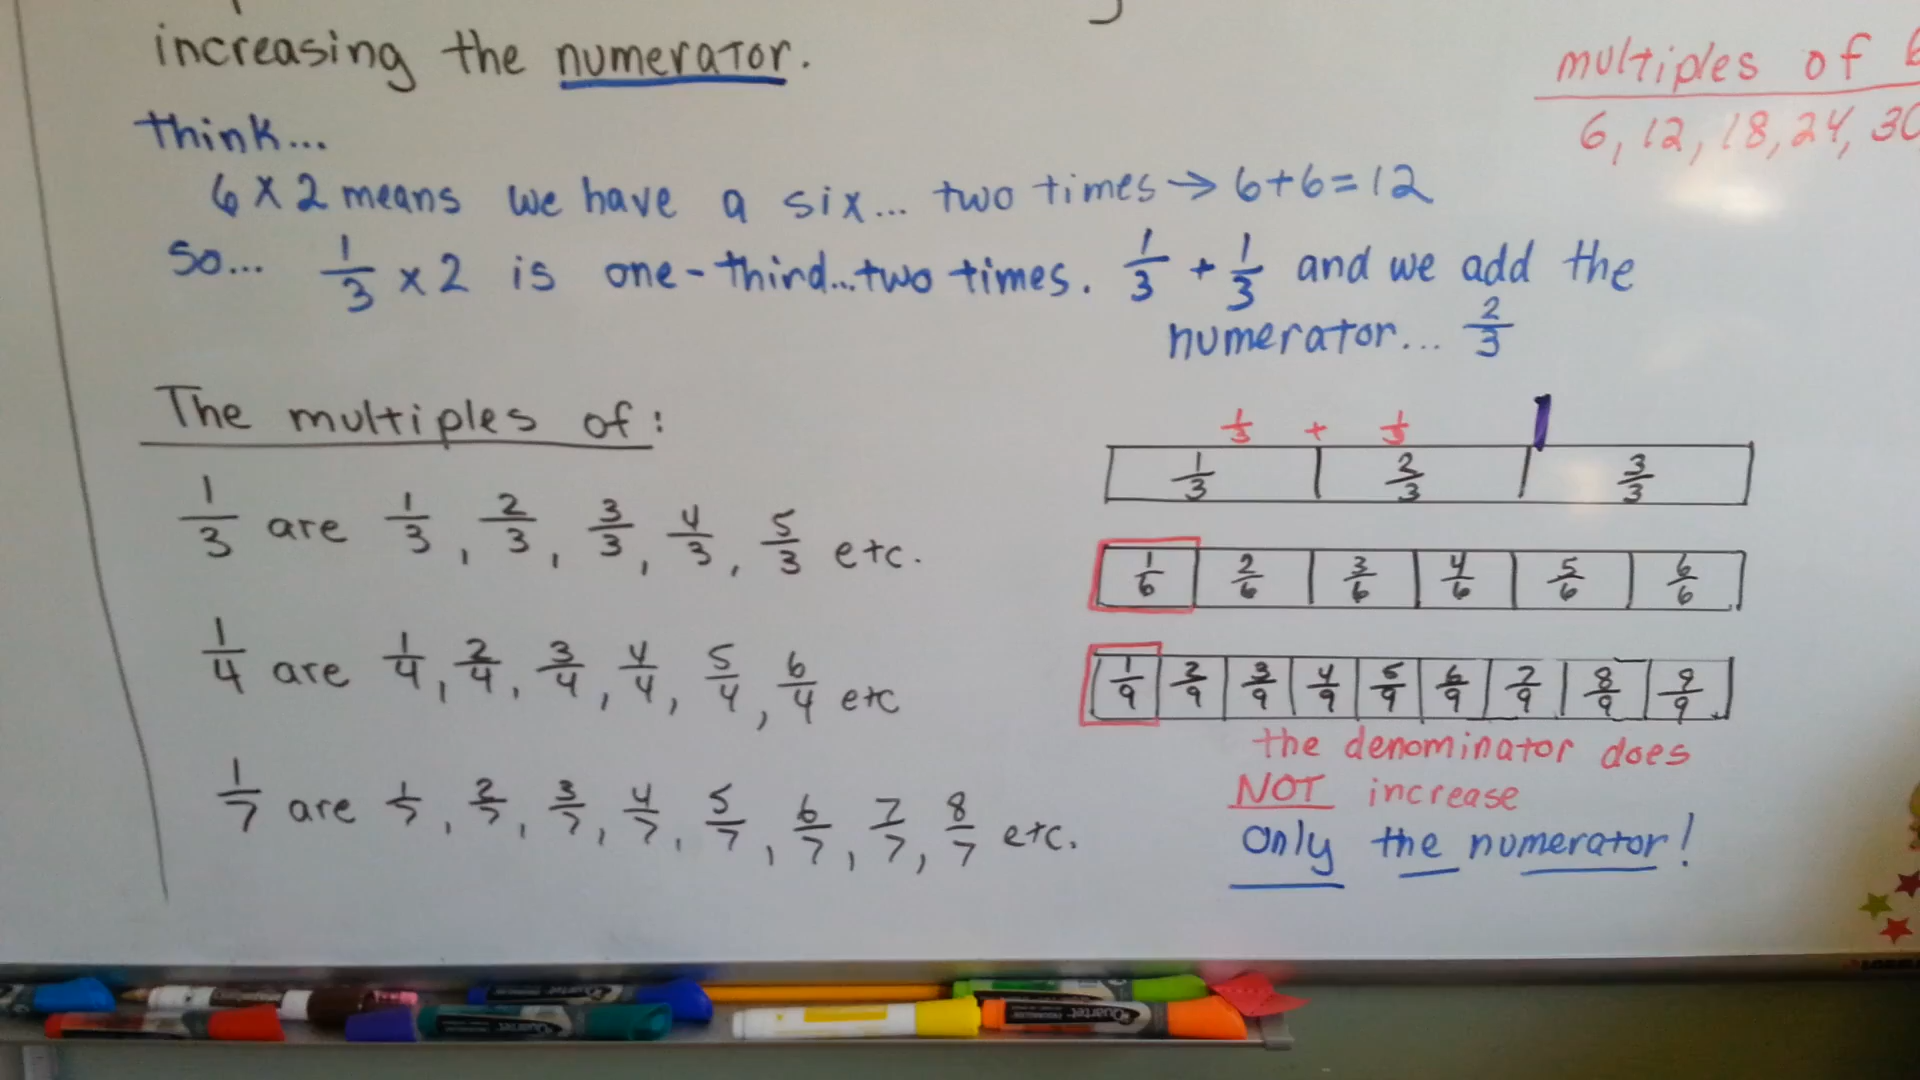 increasing the numerator.
multiples of
6, 12, 18, 24, 30
think...
6 x 2 means we have a six... two times → 6+6=12
so... 1/3 x 2 is one-third...two times. 1/3 + 1/3 and we add the
numerator... 2/3
The multiples of:
1/3 are 1/3, 2/3, 3/3, 4/3, 5/3 etc.
1/4 are 1/4, 2/4, 3/4, 4/4, 5/4, 6/4 etc
1/7 are 1/7, 2/7, 3/7, 4/7, 5/7, 6/7, 7/7, 8/7 etc.
1/3 + 1/3
1/3 2/3 3/3
1/6 2/6 3/6 4/6 5/6 6/6
1/9 2/9 3/9 4/9 5/9 6/9 7/9 8/9 9/9
the denominator does
NOT increase
Only the numerator!
Quartet
Quartet
Quartet